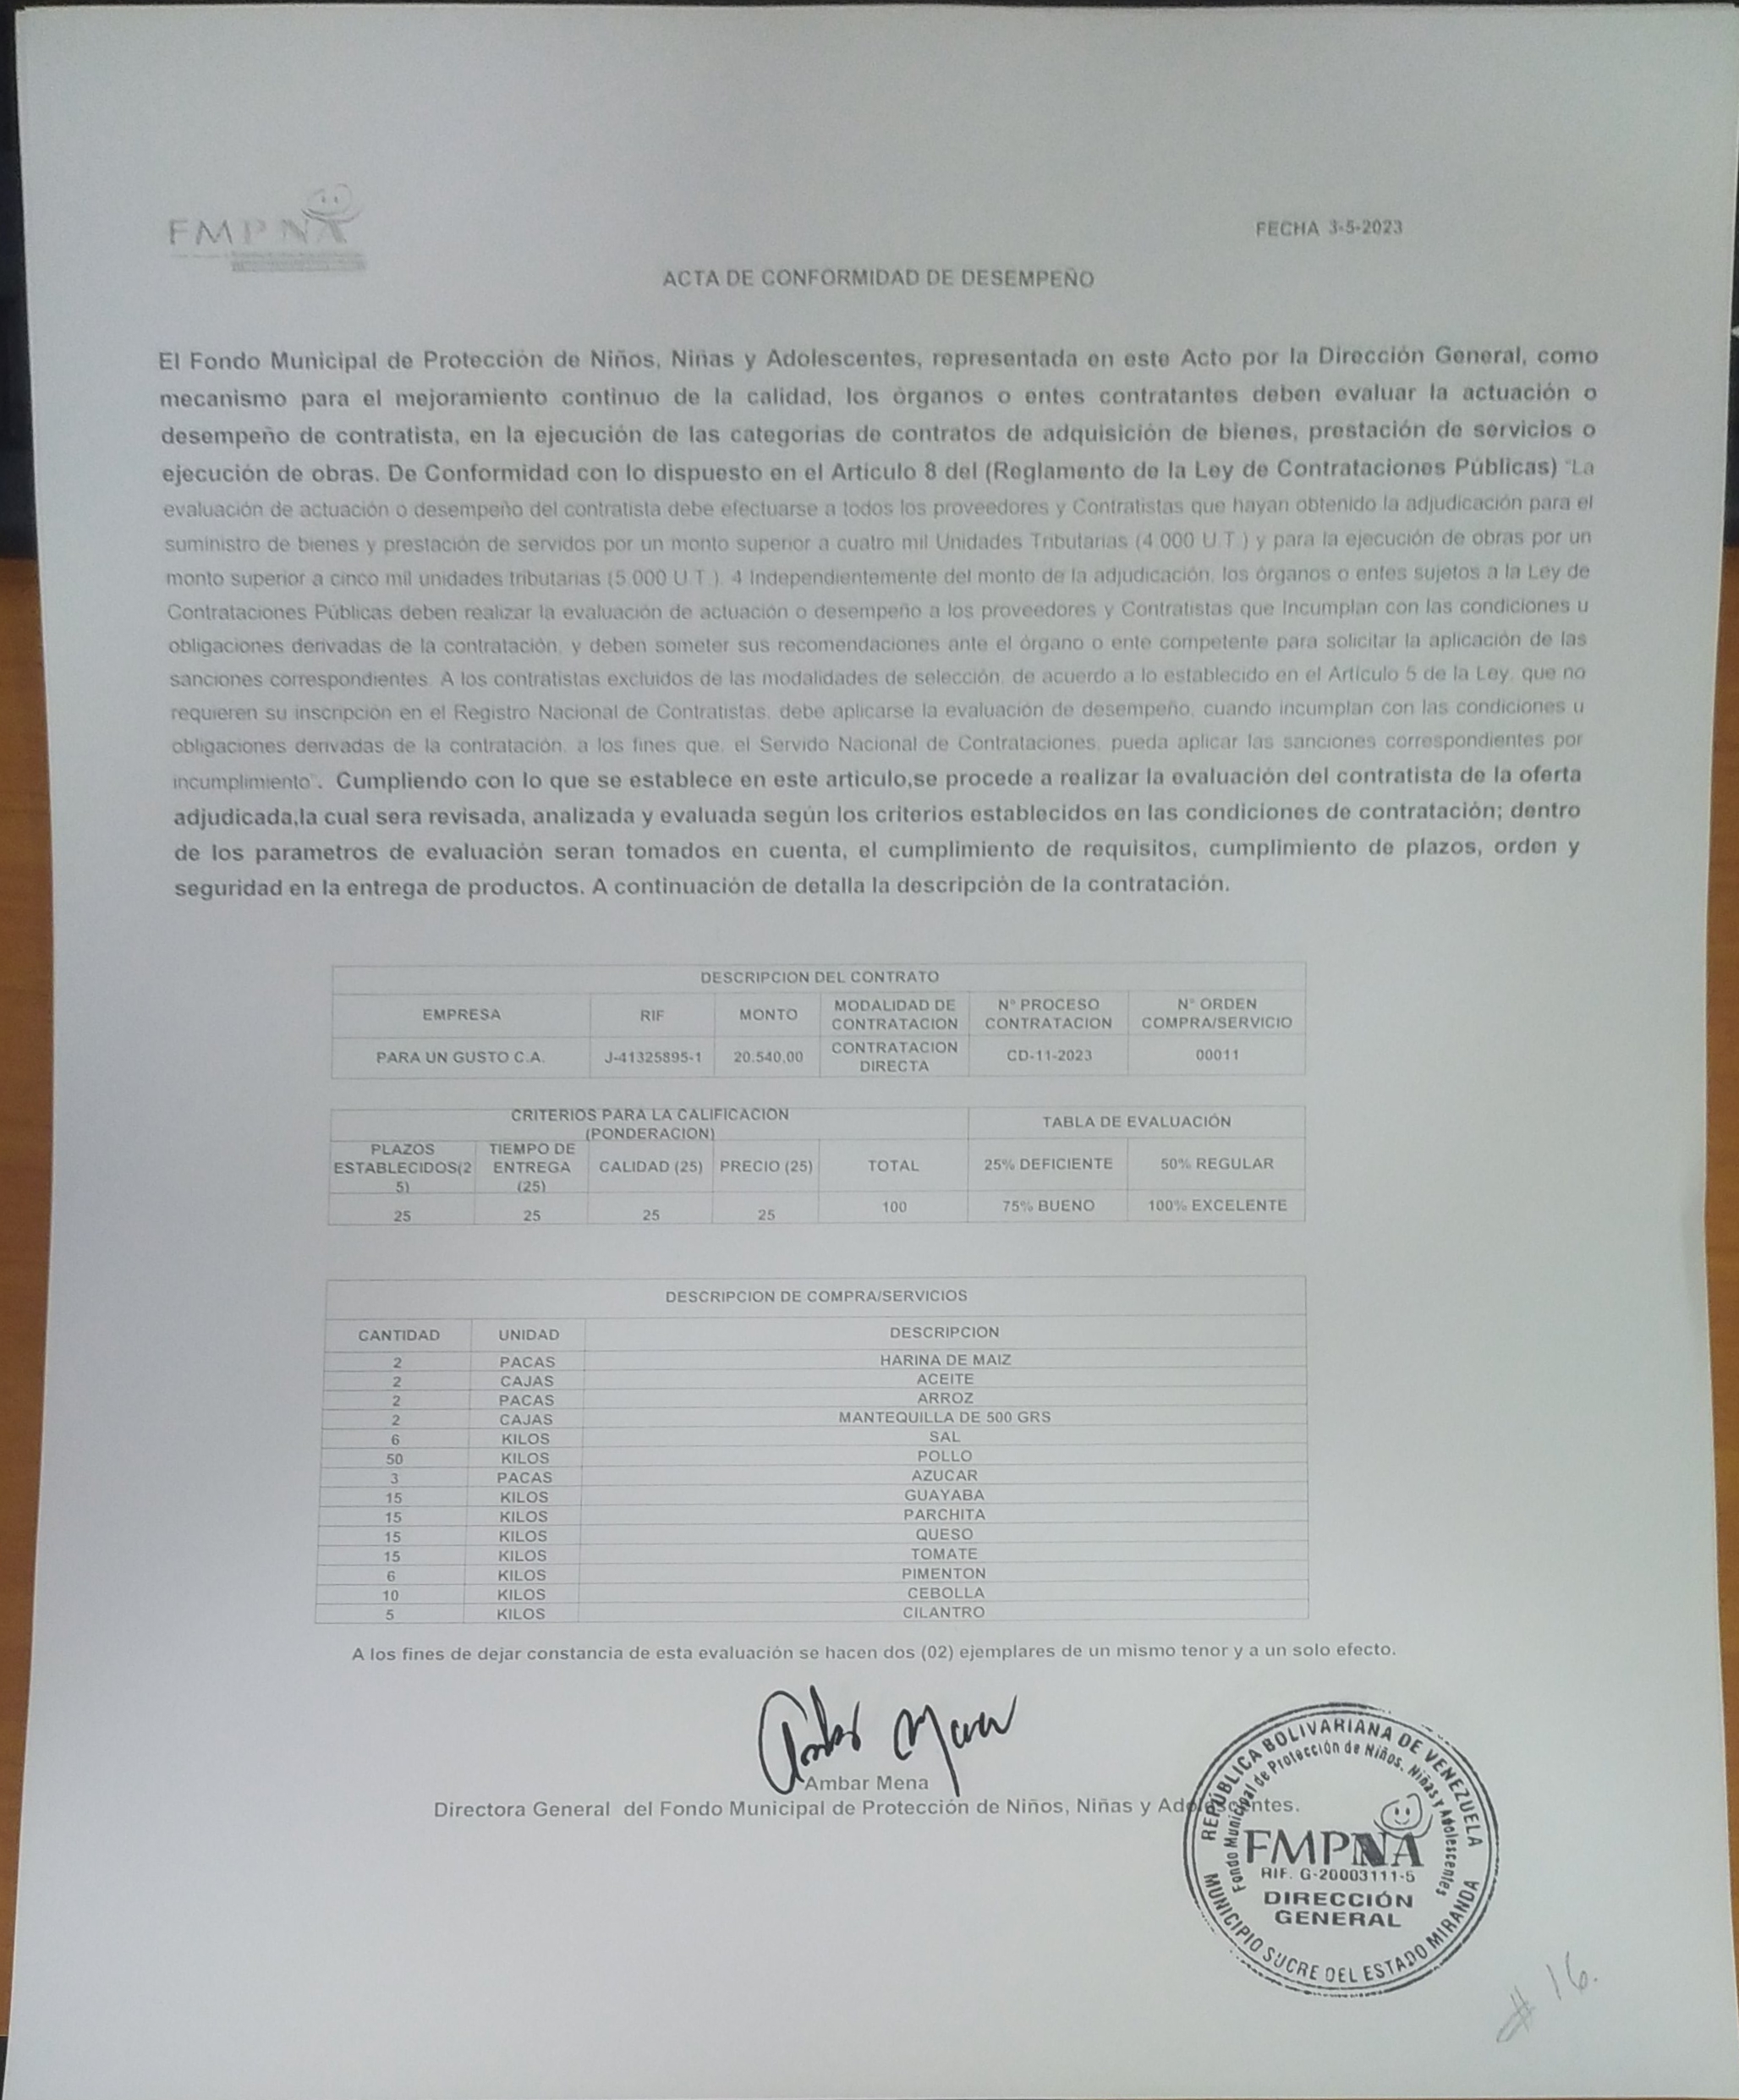 FMPNA
FECHA 3-5-2023
ACTA DE CONFORMIDAD DE DESEMPEÑO
El Fondo Municipal de Protección de Niños, Niñas y Adolescentes, representada en este Acto por la Dirección General, como
mecanismo para el mejoramiento continuo de la calidad, los órganos o entes contratantes deben evaluar la actuación o
desempeño de contratista, en la ejecución de las categorías de contratos de adquisición de bienes, prestación de servicios o
ejecución de obras. De Conformidad con lo dispuesto en el Artículo 8 del (Reglamento de la Ley de Contrataciones Públicas) "La
evaluación de actuación o desempeño del contratista debe efectuarse a todos los proveedores y Contratistas que hayan obtenido la adjudicación para el
suministro de bienes y prestación de servidos por un monto superior a cuatro mil Unidades Tributarias (4.000 U.T.) y para la ejecución de obras por un
monto superior a cinco mil unidades tributarias (5.000 U.T.). 4 Independientemente del monto de la adjudicación, los órganos o entes sujetos a la Ley de
Contrataciones Públicas deben realizar la evaluación de actuación o desempeño a los proveedores y Contratistas que Incumplan con las condiciones u
obligaciones derivadas de la contratación, y deben someter sus recomendaciones ante el órgano o ente competente para solicitar la aplicación de las
sanciones correspondientes. A los contratistas excluidos de las modalidades de selección, de acuerdo a lo establecido en el Artículo 5 de la Ley, que no
requieren su inscripción en el Registro Nacional de Contratistas, debe aplicarse la evaluación de desempeño, cuando incumplan con las condiciones u
obligaciones derivadas de la contratación, a los fines que, el Servido Nacional de Contrataciones, pueda aplicar las sanciones correspondientes por
incumplimiento". Cumpliendo con lo que se establece en este articulo,se procede a realizar la evaluación del contratista de la oferta
adjudicada,la cual sera revisada, analizada y evaluada según los criterios establecidos en las condiciones de contratación; dentro
de los parametros de evaluación seran tomados en cuenta, el cumplimiento de requisitos, cumplimiento de plazos, orden y
seguridad en la entrega de productos. A continuación de detalla la descripción de la contratación.
DESCRIPCION DEL CONTRATO
EMPRESA RIF MONTO MODALIDAD DE CONTRATACION N° PROCESO CONTRATACION N° ORDEN COMPRA/SERVICIO
PARA UN GUSTO C.A. J-41325895-1 20.540,00 CONTRATACION DIRECTA CD-11-2023 00011
CRITERIOS PARA LA CALIFICACION (PONDERACION) TABLA DE EVALUACIÓN
PLAZOS ESTABLECIDOS(25) TIEMPO DE ENTREGA (25) CALIDAD (25) PRECIO (25) TOTAL 25% DEFICIENTE 50% REGULAR
25 25 25 25 100 75% BUENO 100% EXCELENTE
DESCRIPCION DE COMPRA/SERVICIOS
CANTIDAD UNIDAD DESCRIPCION
2 PACAS HARINA DE MAIZ
2 CAJAS ACEITE
2 PACAS ARROZ
2 CAJAS MANTEQUILLA DE 500 GRS
6 KILOS SAL
50 KILOS POLLO
3 PACAS AZUCAR
15 KILOS GUAYABA
15 KILOS PARCHITA
15 KILOS QUESO
15 KILOS TOMATE
6 KILOS PIMENTON
10 KILOS CEBOLLA
5 KILOS CILANTRO
A los fines de dejar constancia de esta evaluación se hacen dos (02) ejemplares de un mismo tenor y a un solo efecto.
Ambar Mena
Ambar Mena
Directora General del Fondo Municipal de Protección de Niños, Niñas y Adolescentes.
REPÚBLICA BOLIVARIANA DE VENEZUELA
Fondo Municipal de Protección de Niños, Niñas y Adolescentes
FMPNA
RIF. G-20003111-5
DIRECCIÓN
GENERAL
MUNICIPIO SUCRE DEL ESTADO MIRANDA
# 16.